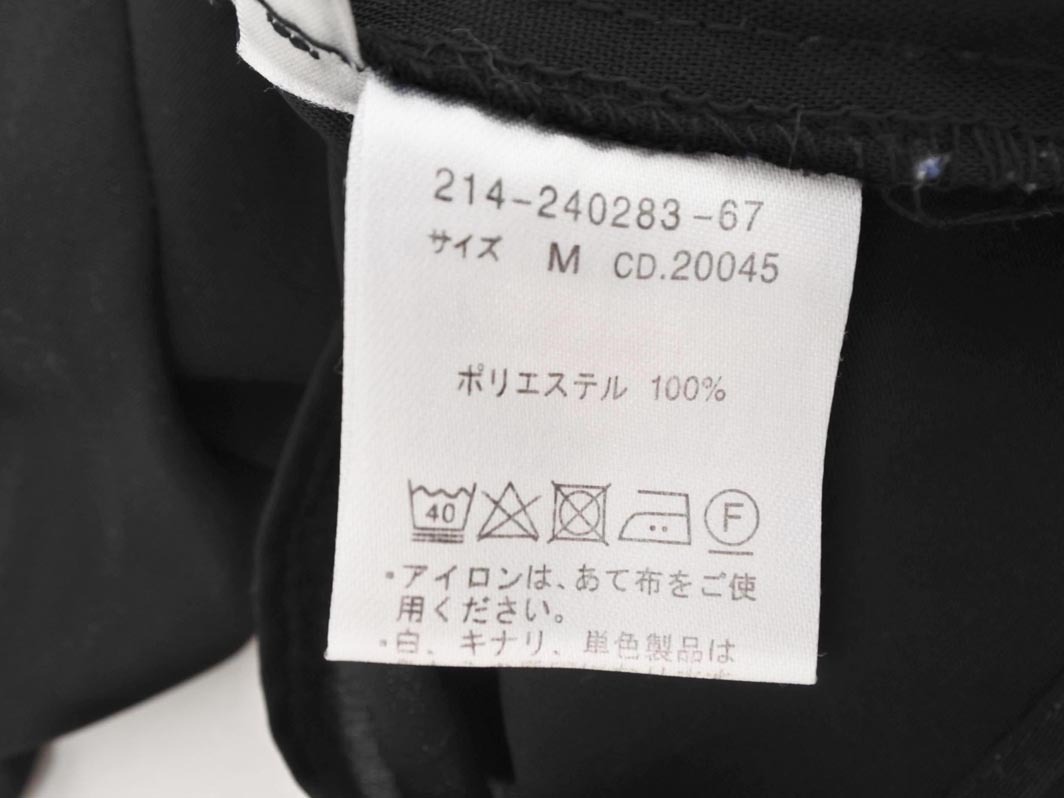 214-240283-67
サイズ M CD.20045
ポリエステル 100%
40 F
・アイロンは、あて布をご使
用ください。
・白、キナリ、単色製品は